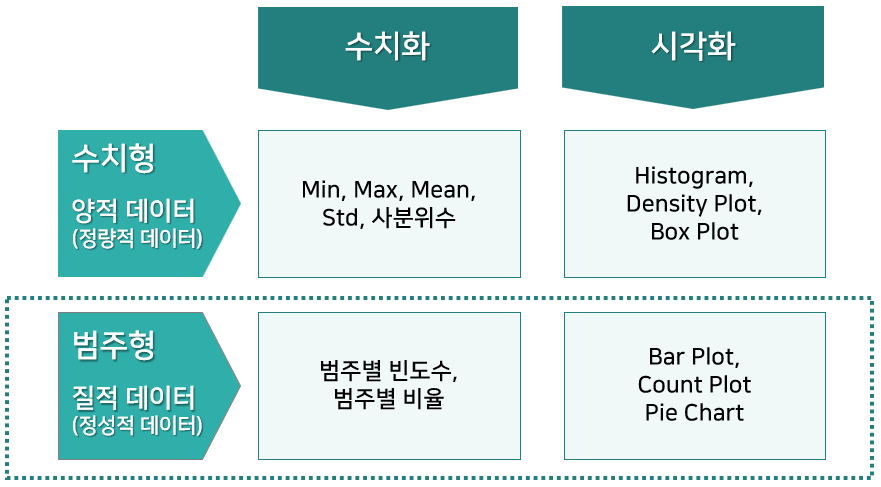 수치화
시각화
수치형
양적 데이터
(정량적 데이터)
Min, Max, Mean,
Std, 사분위수
Histogram,
Density Plot,
Box Plot
범주형
질적 데이터
(정성적 데이터)
범주별 빈도수,
범주별 비율
Bar Plot,
Count Plot
Pie Chart